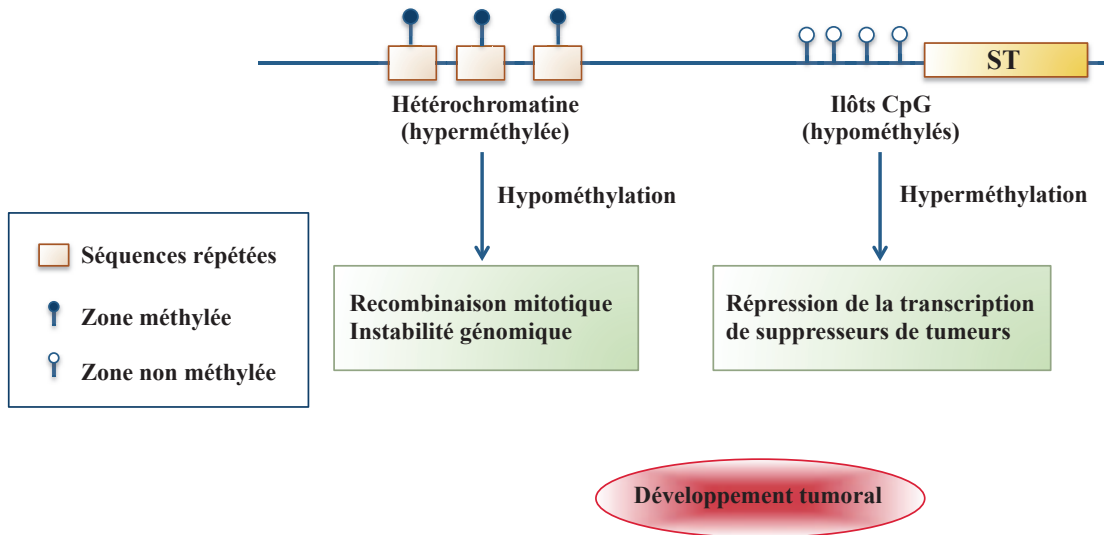 ST
Hétérochromatine
(hyperméthylée)
Ilôts CpG
(hypométhylés)
Hypométhylation
Hyperméthylation
Séquences répétées
Zone méthylée
Zone non méthylée
Recombinaison mitotique
Instabilité génomique
Répression de la transcription
de suppresseurs de tumeurs
Développement tumoral